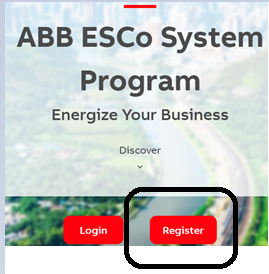 ABB ESCo System
Program
Energize Your Business
Discover
Login
Register